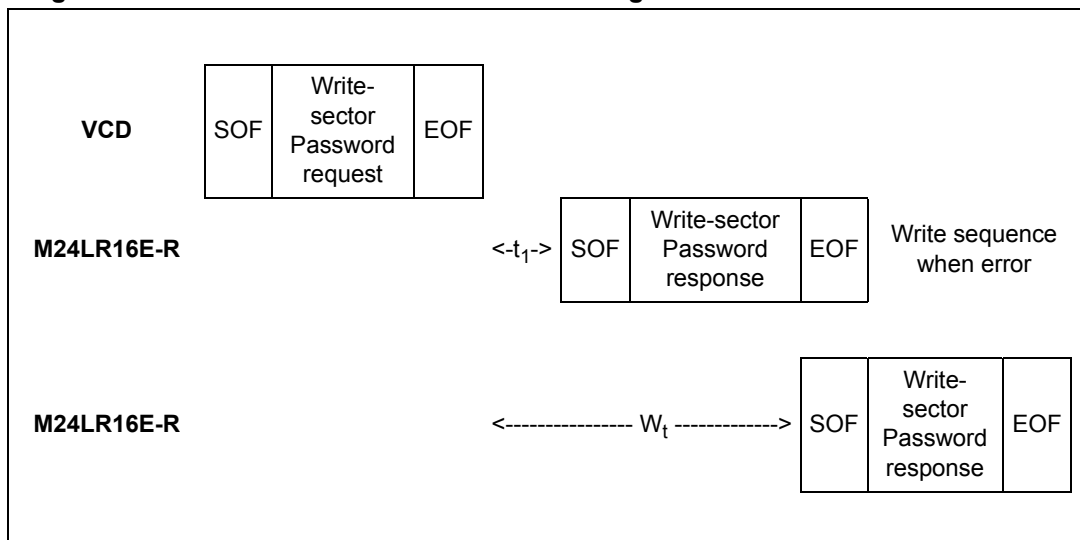 VCD
SOF
Write-
sector
Password
request
EOF
M24LR16E-R
<-t1->
SOF
Write-sector
Password
response
EOF
Write sequence
when error
M24LR16E-R
<---------------- Wt ------------->
SOF
Write-
sector
Password
response
EOF